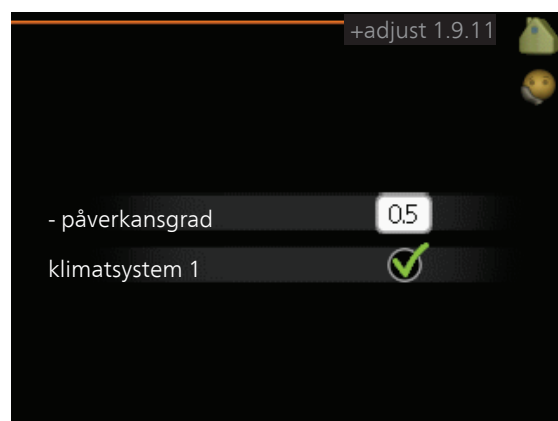 +adjust 1.9.11
- påverkansgrad 0.5
klimatsystem 1